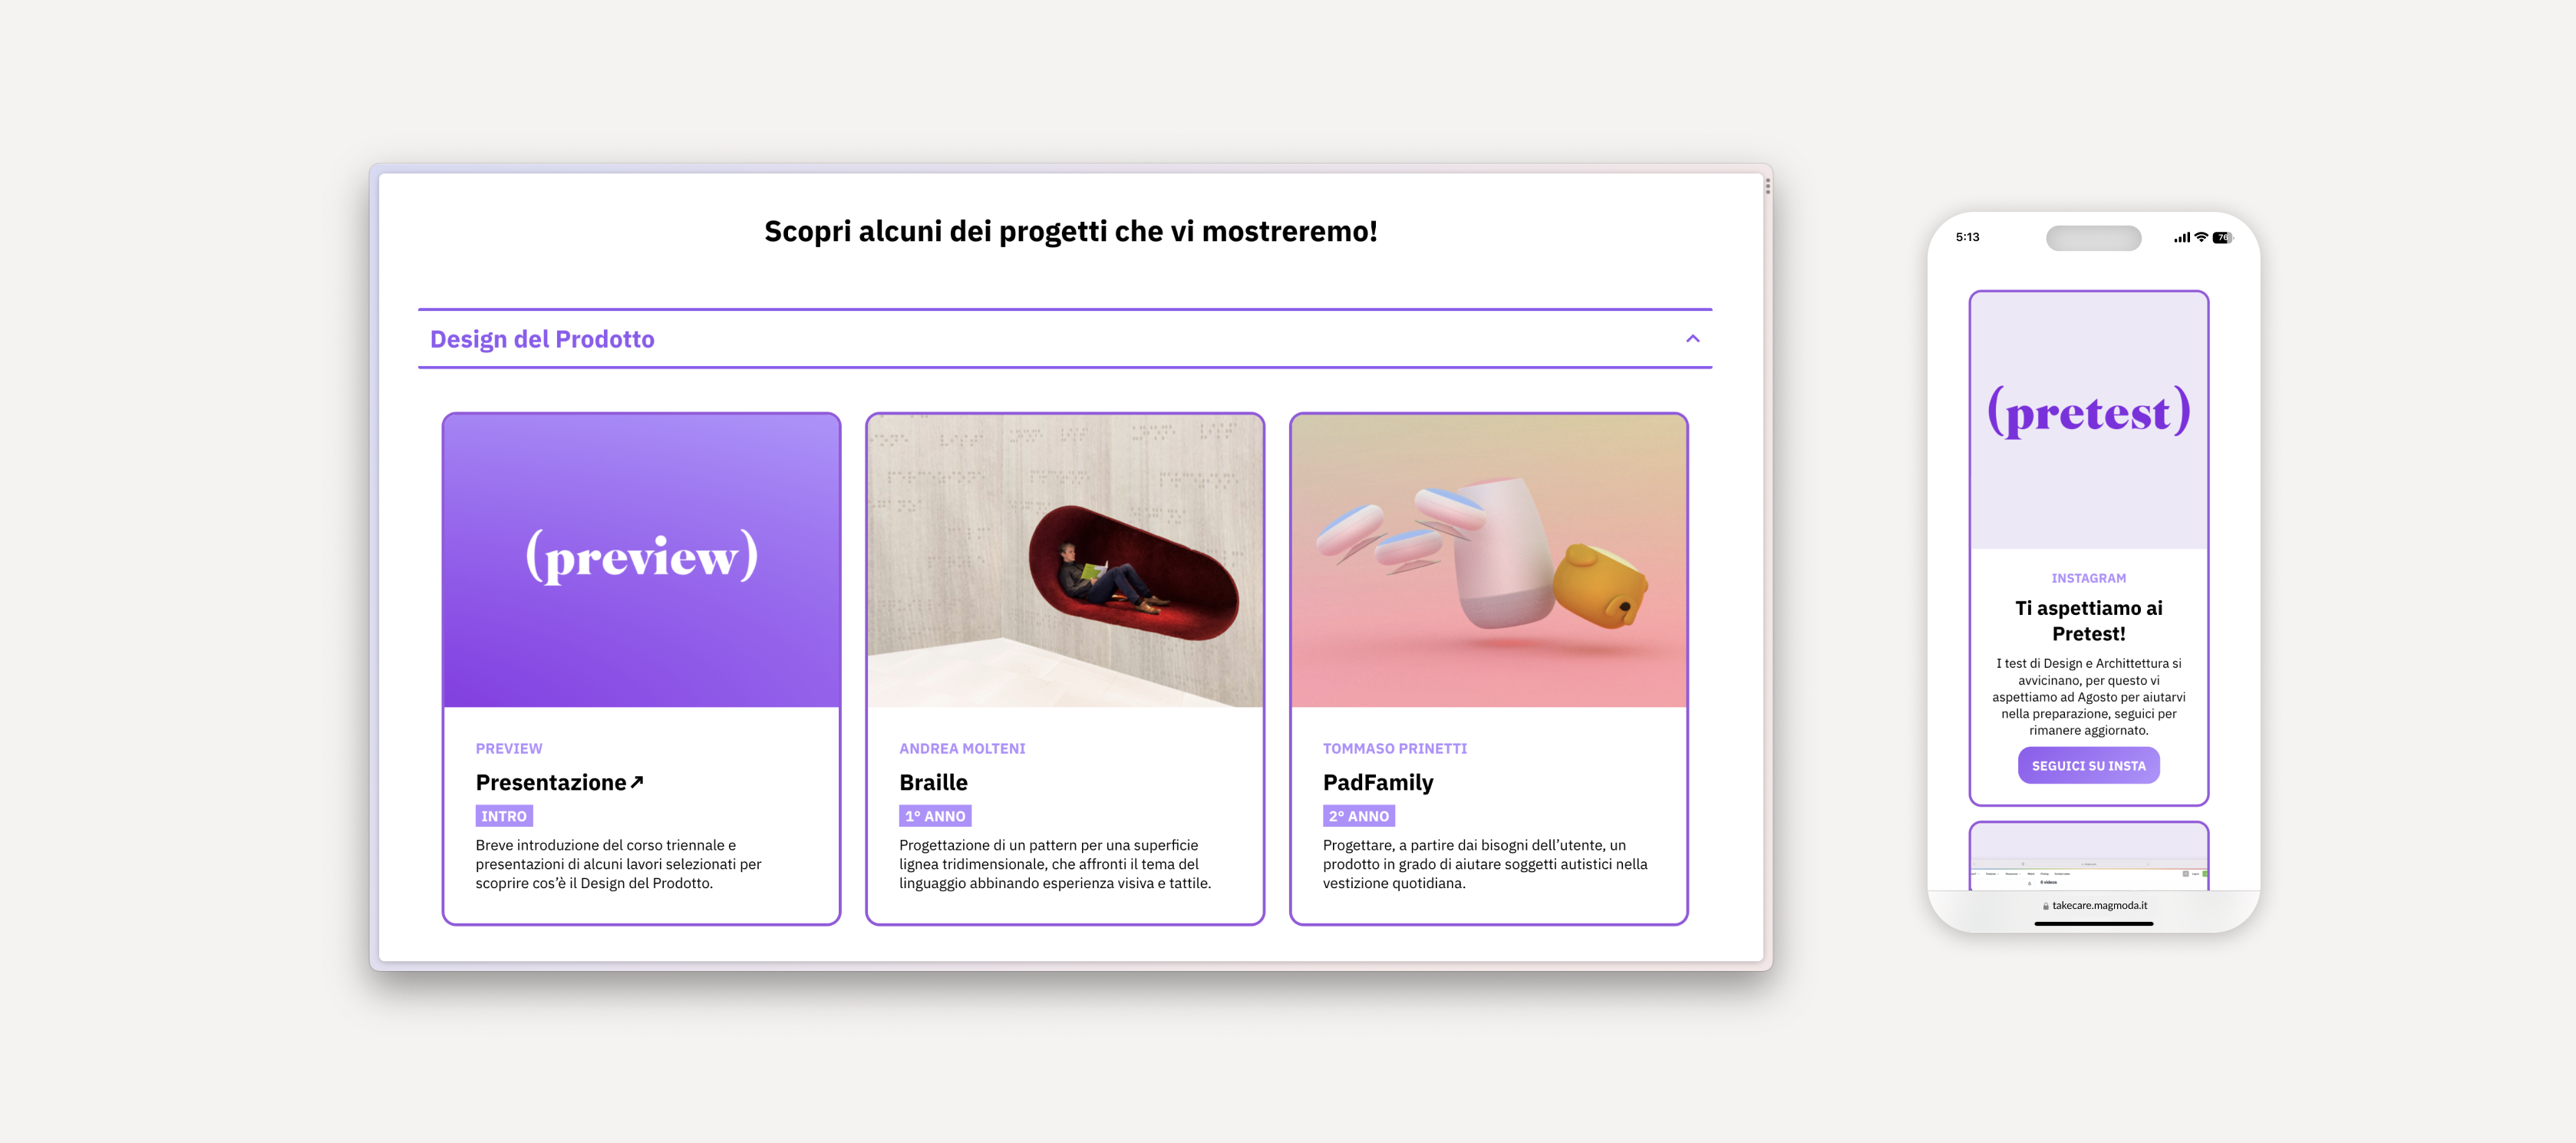 Scopri alcuni dei progetti che vi mostreremo!
Design del Prodotto
(preview)
PREVIEW
Presentazione↗
INTRO
Breve introduzione del corso triennale e
presentazioni di alcuni lavori selezionati per
scoprire cos’è il Design del Prodotto.
ANDREA MOLTENI
Braille
1° ANNO
Progettazione di un pattern per una superficie
lignea tridimensionale, che affronti il tema del
linguaggio abbinando esperienza visiva e tattile.
TOMMASO PRINETTI
PadFamily
2° ANNO
Progettare, a partire dai bisogni dell’utente, un
prodotto in grado di aiutare soggetti autistici nella
vestizione quotidiana.
5:13
(pretest)
INSTAGRAM
Ti aspettiamo ai
Pretest!
I test di Design e Archittettura si
avvicinano, per questo vi
aspettiamo ad Agosto per aiutarvi
nella preparazione, seguici per
rimanere aggiornato.
SEGUICI SU INSTA
takecare.magmoda.it